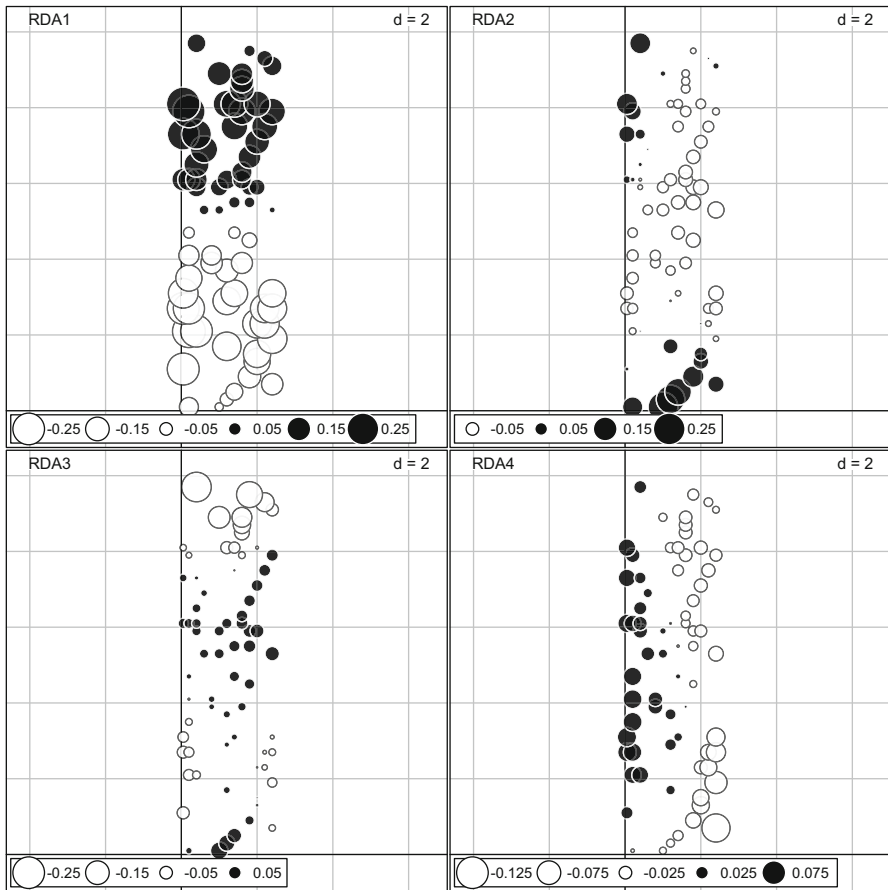 RDA1 d = 2
-0.25 -0.15 -0.05 0.05 0.15 0.25
RDA2 d = 2
-0.05 0.05 0.15 0.25
RDA3 d = 2
-0.25 -0.15 -0.05 0.05
RDA4 d = 2
-0.125 -0.075 -0.025 0.025 0.075